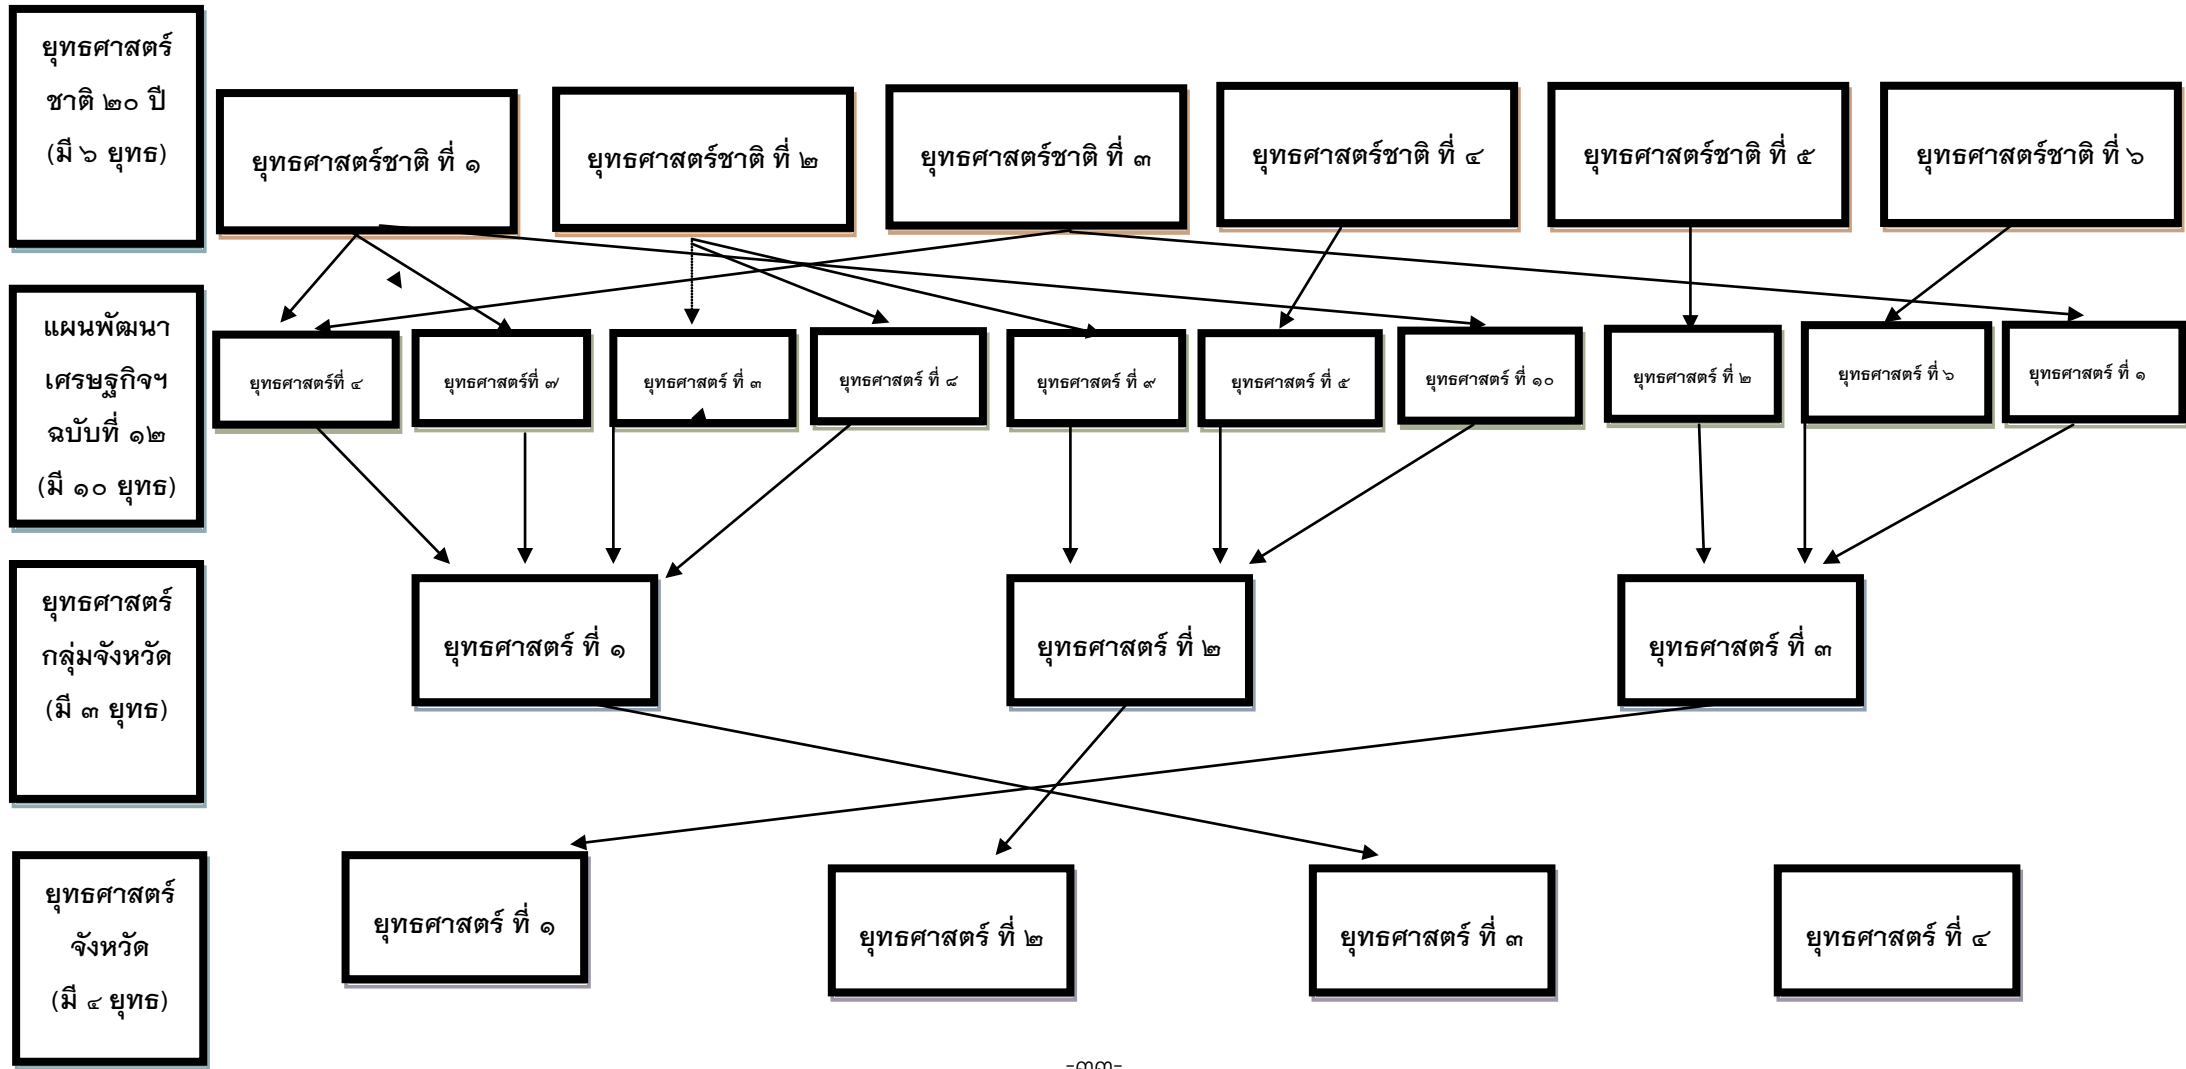 ยุทธศาสตร์
ชาติ ๒๐ ปี
(มี ๖ ยุทธ)
ยุทธศาสตร์ชาติ ที่ ๑
ยุทธศาสตร์ชาติ ที่ ๒
ยุทธศาสตร์ชาติ ที่ ๓
ยุทธศาสตร์ชาติ ที่ ๔
ยุทธศาสตร์ชาติ ที่ ๕
ยุทธศาสตร์ชาติ ที่ ๖
แผนพัฒนา
เศรษฐกิจฯ
ฉบับที่ ๑๒
(มี ๑๐ ยุทธ)
ยุทธศาสตร์ที่ ๔
ยุทธศาสตร์ที่ ๗
ยุทธศาสตร์ ที่ ๓
ยุทธศาสตร์ ที่ ๘
ยุทธศาสตร์ ที่ ๙
ยุทธศาสตร์ ที่ ๕
ยุทธศาสตร์ ที่ ๑๐
ยุทธศาสตร์ ที่ ๒
ยุทธศาสตร์ ที่ ๖
ยุทธศาสตร์ ที่ ๑
ยุทธศาสตร์
กลุ่มจังหวัด
(มี ๓ ยุทธ)
ยุทธศาสตร์ ที่ ๑
ยุทธศาสตร์ ที่ ๒
ยุทธศาสตร์ ที่ ๓
ยุทธศาสตร์
จังหวัด
(มี ๔ ยุทธ)
ยุทธศาสตร์ ที่ ๑
ยุทธศาสตร์ ที่ ๒
ยุทธศาสตร์ ที่ ๓
ยุทธศาสตร์ ที่ ๔
-๓๓-